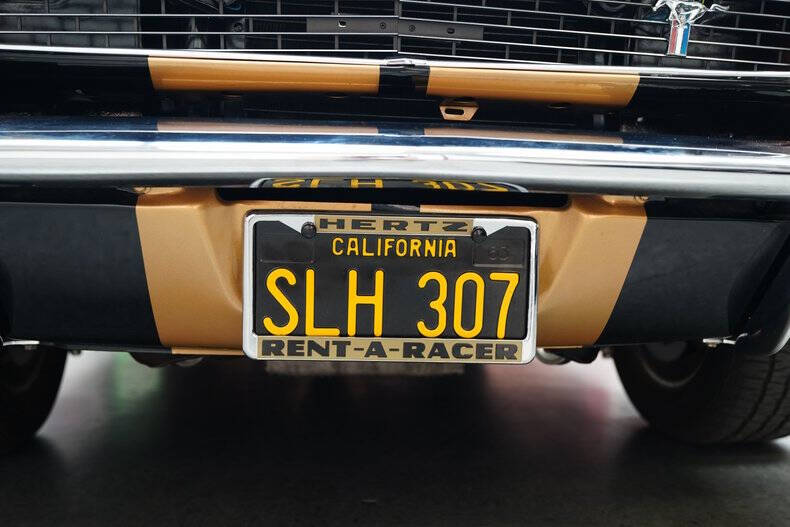 HERTZ
CALIFORNIA
SLH 307
RENT-A-RACER